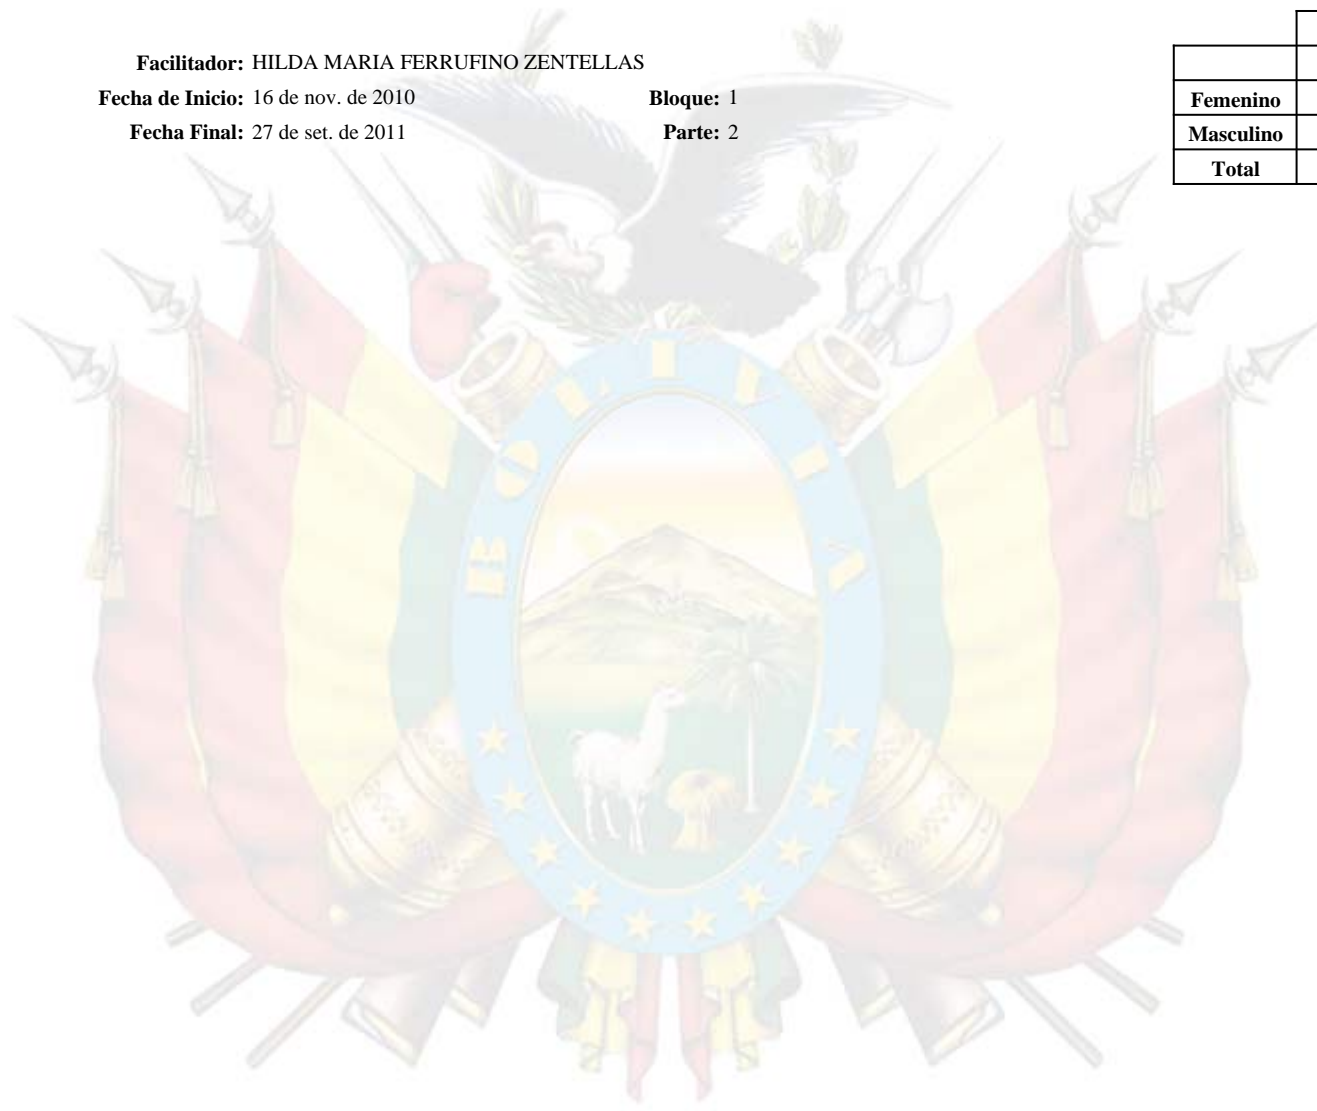 Facilitador: HILDA MARIA FERRUFINO ZENTELLAS
Fecha de Inicio: 16 de nov. de 2010 Bloque: 1
Fecha Final: 27 de set. de 2011 Parte: 2
Femenino
Masculino
Total
BOLIVIA